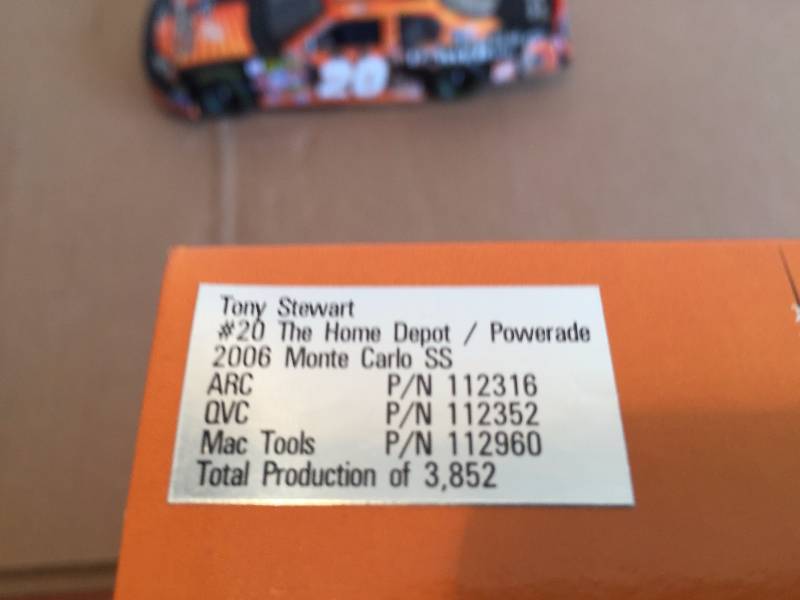 20
Tony Stewart
#20 The Home Depot / Powerade
2006 Monte Carlo SS
ARC P/N 112316
QVC P/N 112352
Mac Tools P/N 112960
Total Production of 3,852